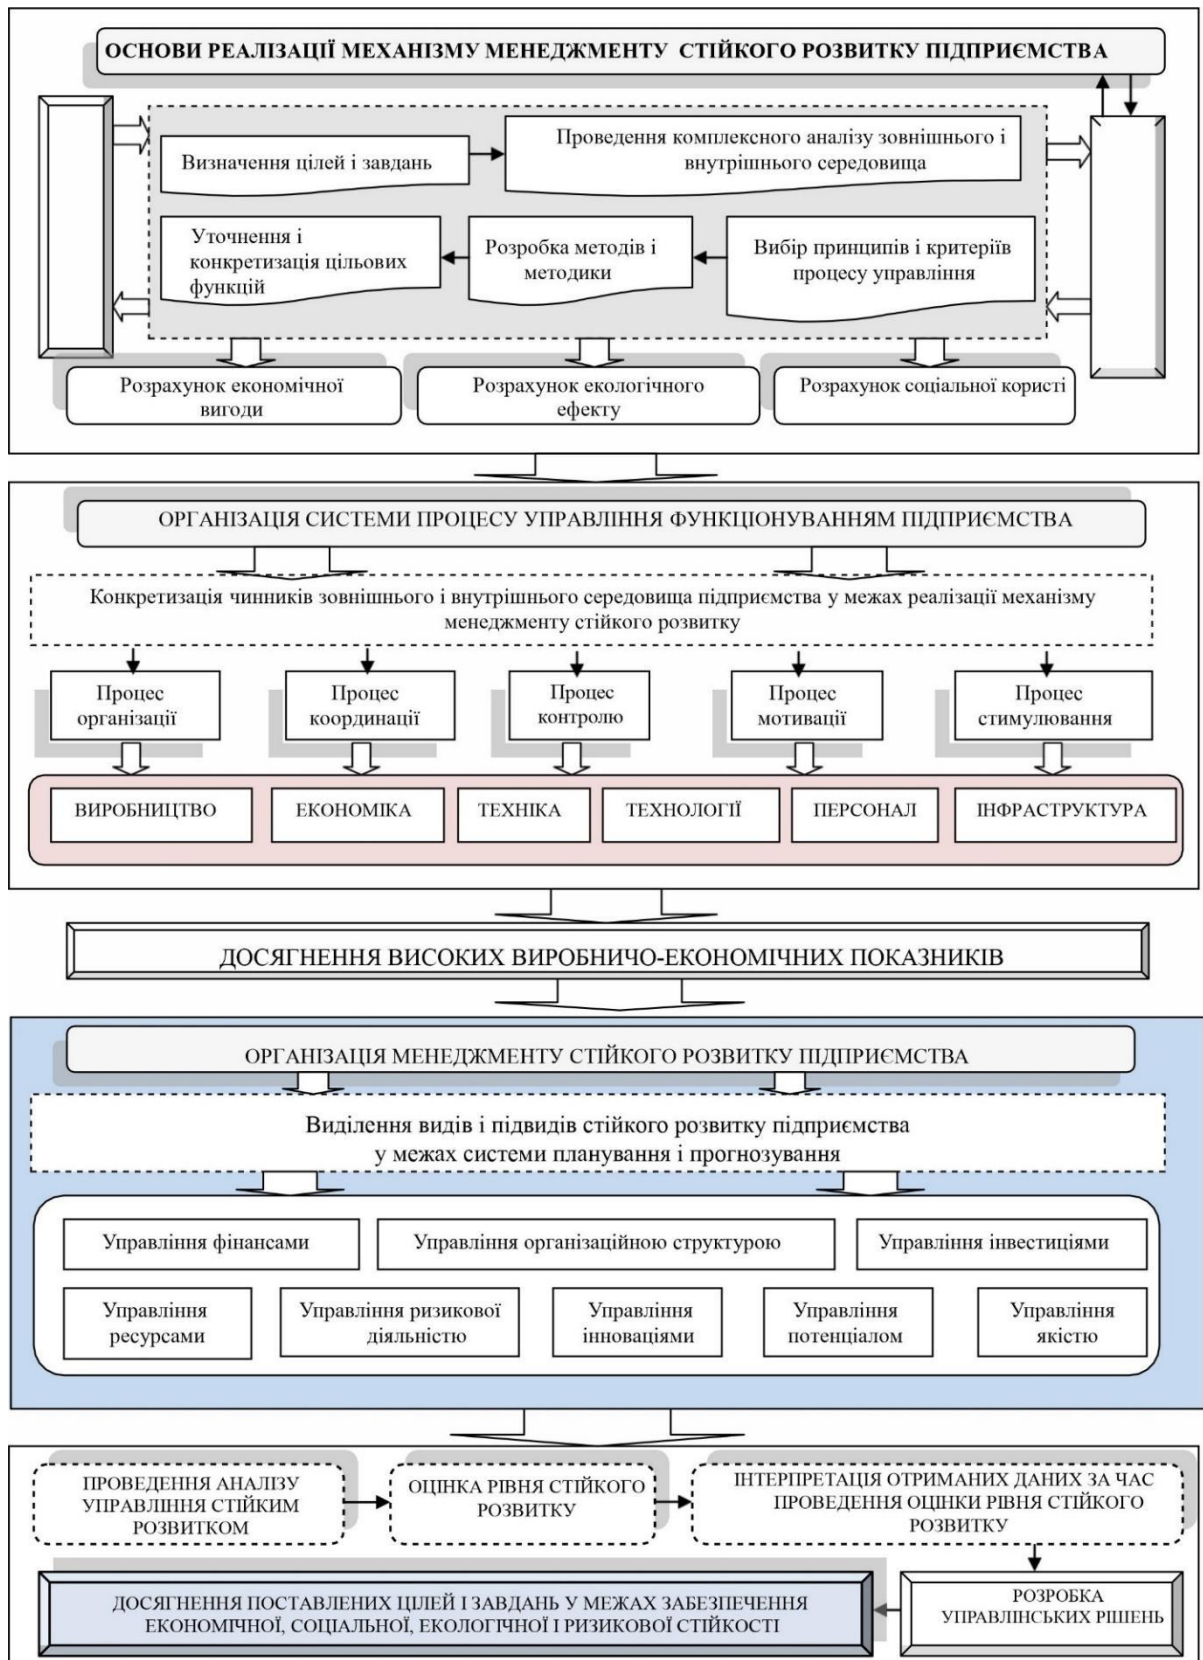 ОСНОВИ РЕАЛІЗАЦІЇ МЕХАНІЗМУ МЕНЕДЖМЕНТУ СТІЙКОГО РОЗВИТКУ ПІДПРИЄМСТВА
Визначення цілей і завдань
Проведення комплексного аналізу зовнішнього і
внутрішнього середовища
Уточнення і
конкретизація цільових
функцій
Розробка методів і
методики
Вибір принципів і критеріїв
процесу управління
Розрахунок економічної
вигоди
Розрахунок екологічного
ефекту
Розрахунок соціальної користі
ОРГАНІЗАЦІЯ СИСТЕМИ ПРОЦЕСУ УПРАВЛІННЯ ФУНКЦІОНУВАННЯМ ПІДПРИЄМСТВА
Конкретизація чинників зовнішнього і внутрішнього середовища підприємства у межах реалізації механізму
менеджменту стійкого розвитку
Процес
організації
Процес
координації
Процес
контролю
Процес
мотивації
Процес
стимулювання
ВИРОБНИЦТВО
ЕКОНОМІКА
ТЕХНІКА
ТЕХНОЛОГІЇ
ПЕРСОНАЛ
ІНФРАСТРУКТУРА
ДОСЯГНЕННЯ ВИСОКИХ ВИРОБНИЧО-ЕКОНОМІЧНИХ ПОКАЗНИКІВ
ОРГАНІЗАЦІЯ МЕНЕДЖМЕНТУ СТІЙКОГО РОЗВИТКУ ПІДПРИЄМСТВА
Виділення видів і підвидів стійкого розвитку підприємства
у межах системи планування і прогнозування
Управління фінансами
Управління організаційною структурою
Управління інвестиціями
Управління
ресурсами
Управління ризикової
діяльністю
Управління
інноваціями
Управління
потенціалом
Управління
якістю
ПРОВЕДЕННЯ АНАЛІЗУ
УПРАВЛІННЯ СТІЙКИМ
РОЗВИТКОМ
ОЦІНКА РІВНЯ СТІЙКОГО
РОЗВИТКУ
ІНТЕРПРЕТАЦІЯ ОТРИМАНИХ ДАНИХ ЗА ЧАС
ПРОВЕДЕННЯ ОЦІНКИ РІВНЯ СТІЙКОГО
РОЗВИТКУ
ДОСЯГНЕННЯ ПОСТАВЛЕНИХ ЦІЛЕЙ І ЗАВДАНЬ У МЕЖАХ ЗАБЕЗПЕЧЕННЯ
ЕКОНОМІЧНОЇ, СОЦІАЛЬНОЇ, ЕКОЛОГІЧНОЇ І РИЗИКОВОЇ СТІЙКОСТІ
РОЗРОБКА
УПРАВЛІНСЬКИХ РІШЕНЬ